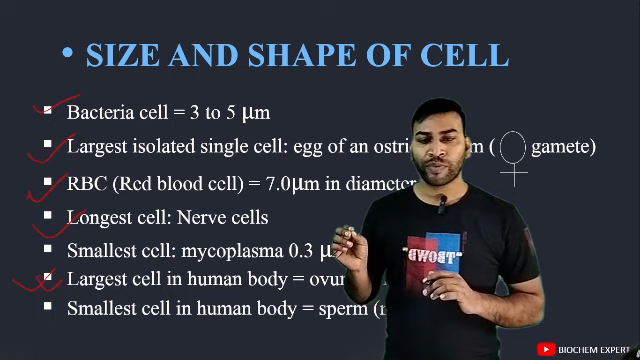 • SIZE AND SHAPE OF CELL
▪ Bacteria cell = 3 to 5 μm
▪ Largest isolated single cell: egg of an ostric m ( gamete)
▪ RBC (Red blood cell) = 7.0μm in diameter
▪ Longest cell: Nerve cells
▪ Smallest cell: mycoplasma 0.3 μ
▪ Largest cell in human body = ovu
▪ Smallest cell in human body = sperm (
"BWOPT"
BIOCHEM EXPERT